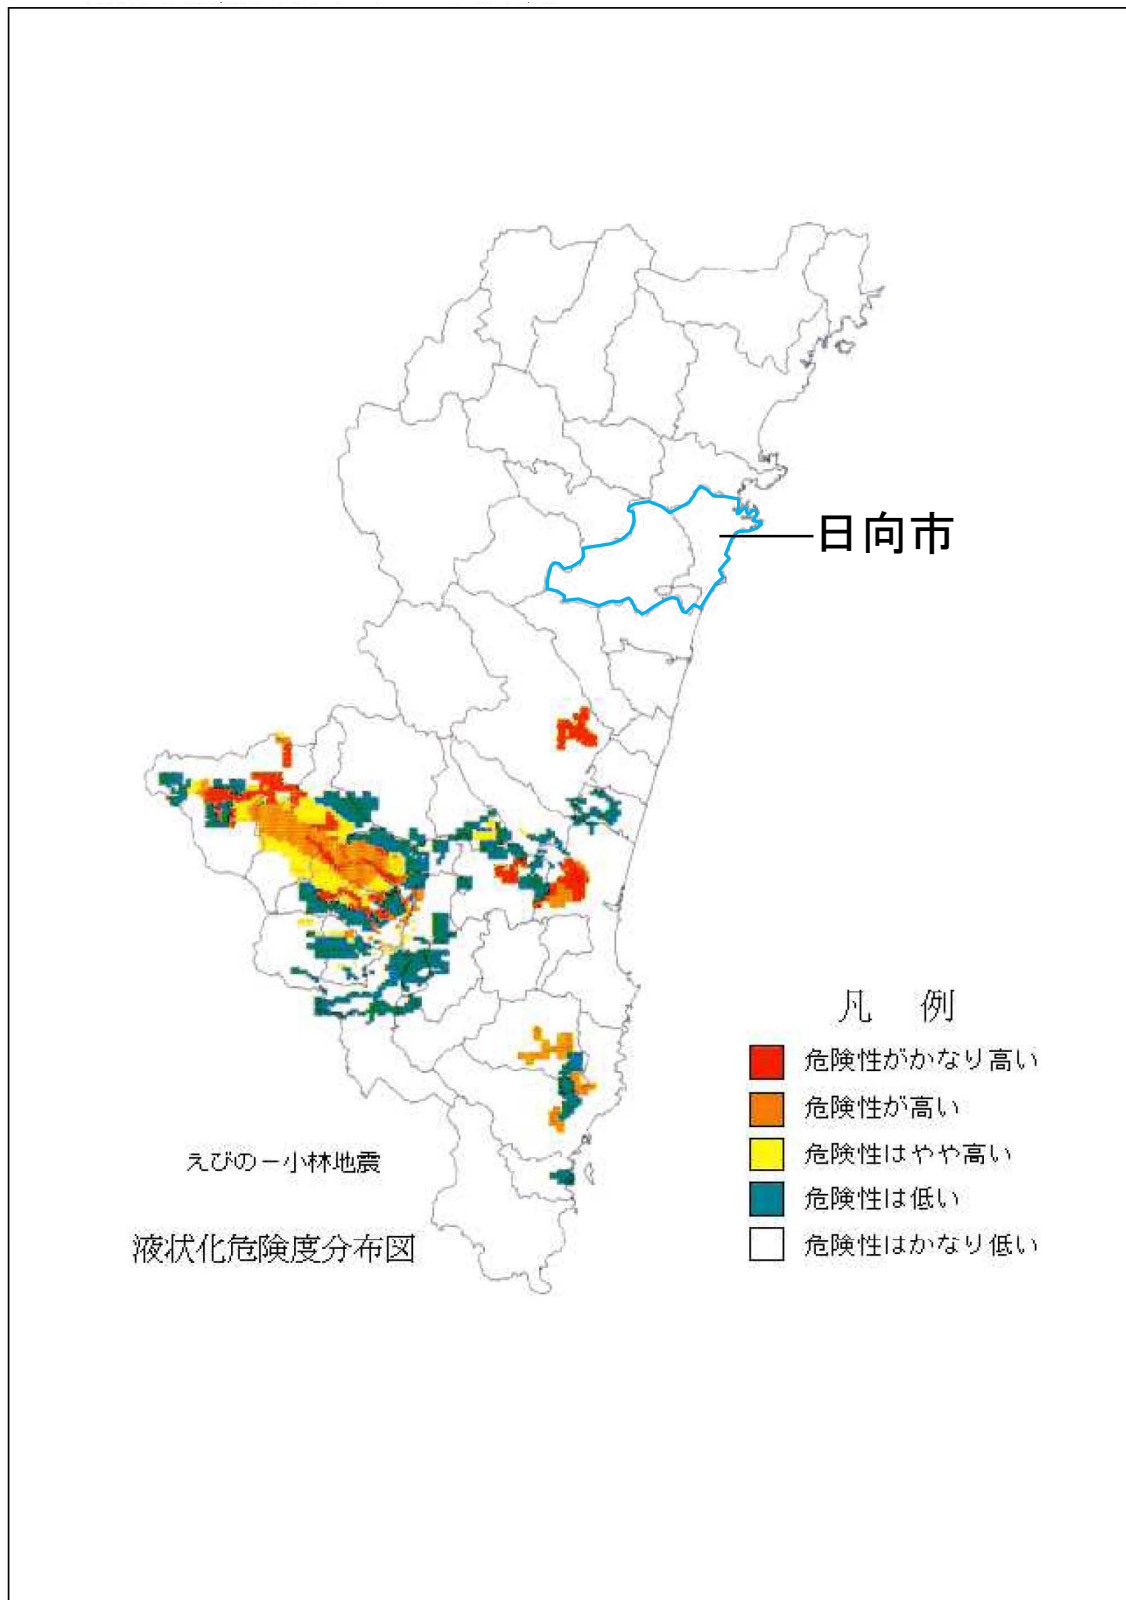 日向市
凡 例
危険性がかなり高い
危険性が高い
危険性はやや高い
危険性は低い
危険性はかなり低い
えびの－小林地震
液状化危険度分布図